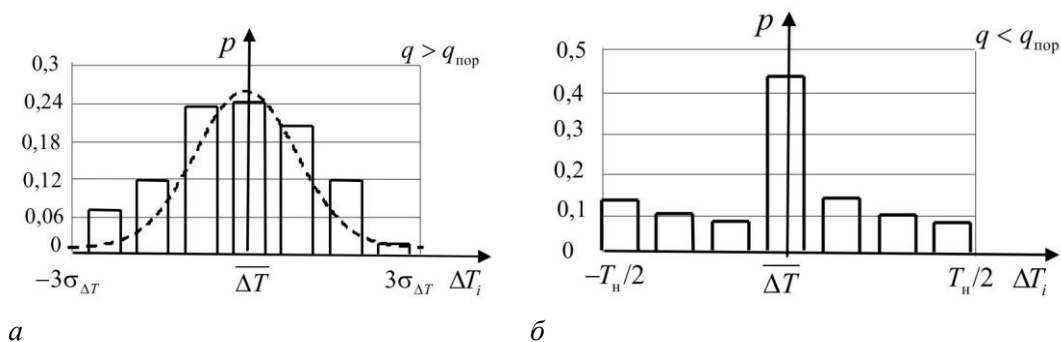 p
q > q_пор
0,3
0,24
0,18
0,12
0,06
0
−3σ_ΔT
ΔT
3σ_ΔT
ΔT_i
а
p
q < q_пор
0,5
0,4
0,3
0,2
0,1
0
−T_н/2
ΔT
T_н/2
ΔT_i
б